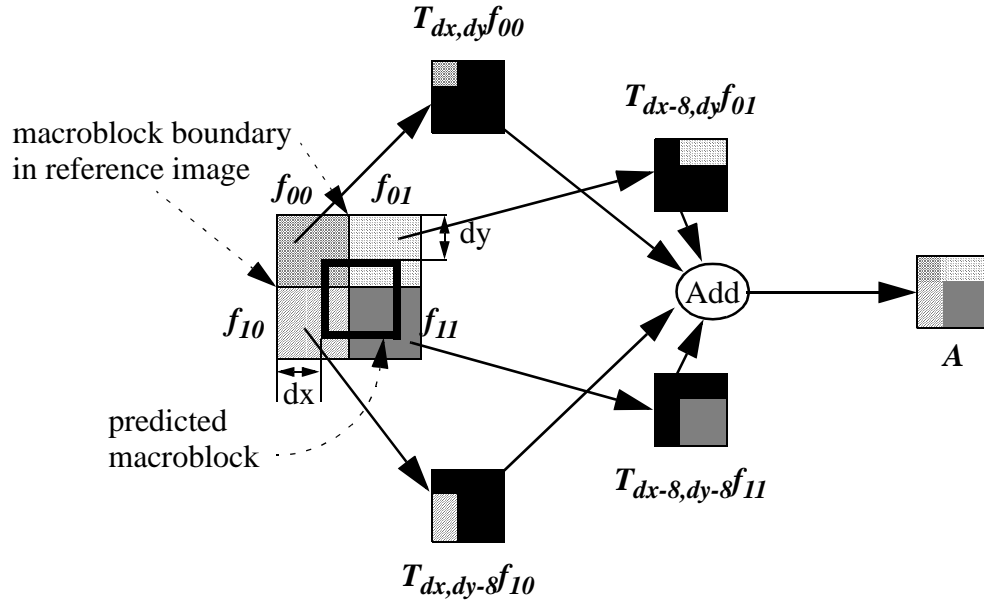 T_{dx,dy}f_{00}
T_{dx-8,dy}f_{01}
macroblock boundary
in reference image
f_{00} f_{01}
dy
Add
f_{10} f_{11}
A
dx
predicted
macroblock
T_{dx-8,dy-8}f_{11}
T_{dx,dy-8}f_{10}